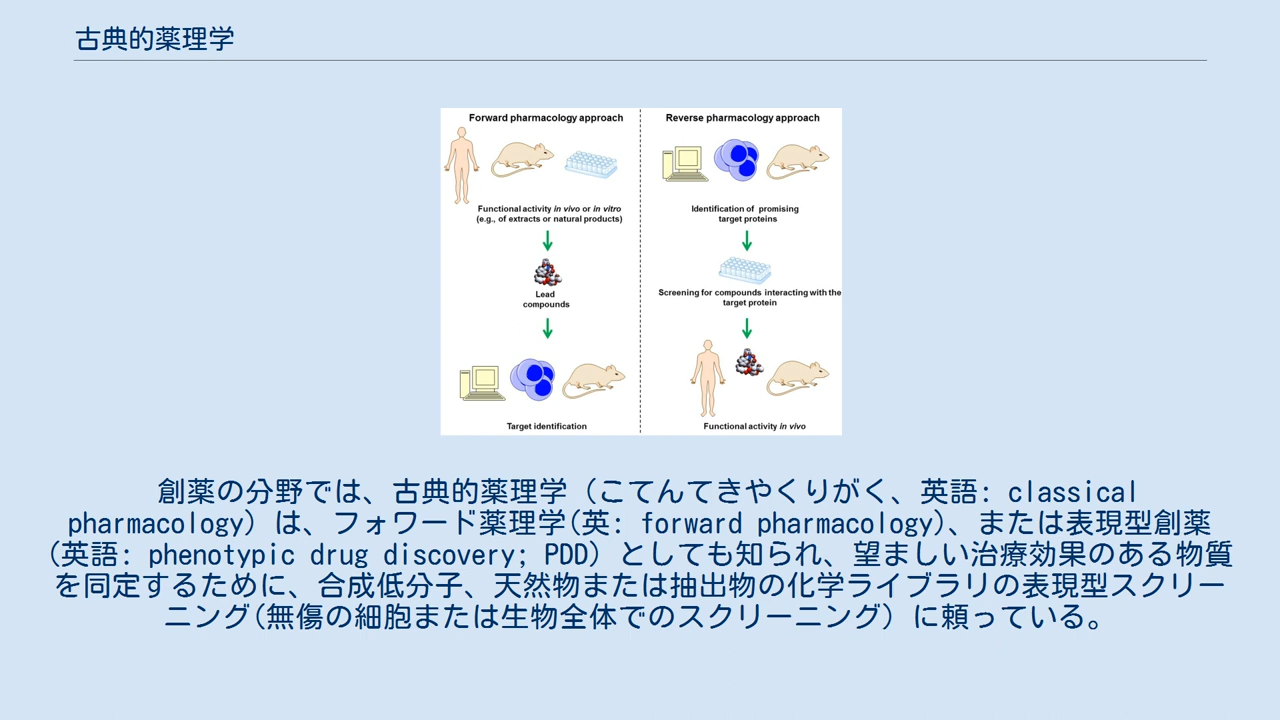 古典的薬理学
Forward pharmacology approach
Functional activity in vivo or in vitro
(e.g., of extracts or natural products)
Lead
compounds
Target identification
Reverse pharmacology approach
Identification of promising
target proteins
Screening for compounds interacting with the
target protein
Functional activity in vivo
創薬の分野では、古典的薬理学（こてんてきやくりがく、英語: classical
pharmacology）は、フォワード薬理学(英: forward pharmacology)、または表現型創薬
（英語: phenotypic drug discovery; PDD）としても知られ、望ましい治療効果のある物質
を同定するために、合成低分子、天然物または抽出物の化学ライブラリの表現型スクリー
ニング(無傷の細胞または生物全体でのスクリーニング）に頼っている。